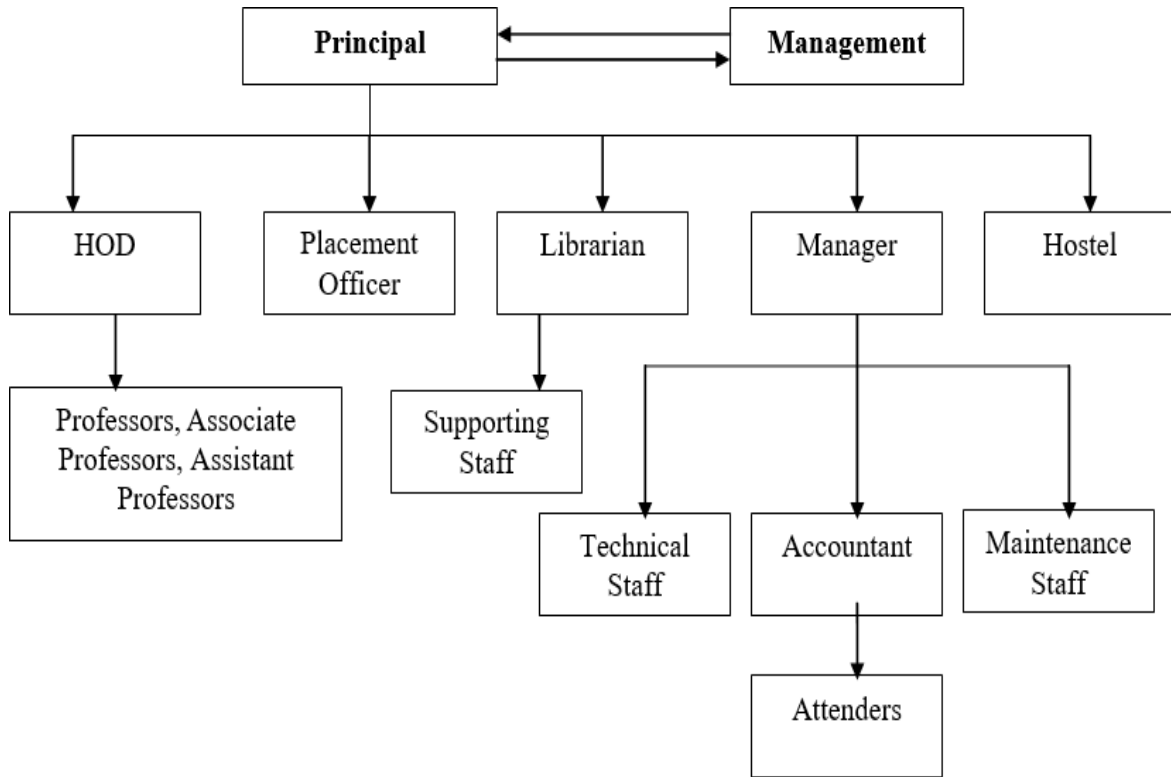 Principal
Management
HOD
Placement
Officer
Librarian
Manager
Hostel
Professors, Associate
Professors, Assistant
Professors
Supporting
Staff
Technical
Staff
Accountant
Maintenance
Staff
Attenders